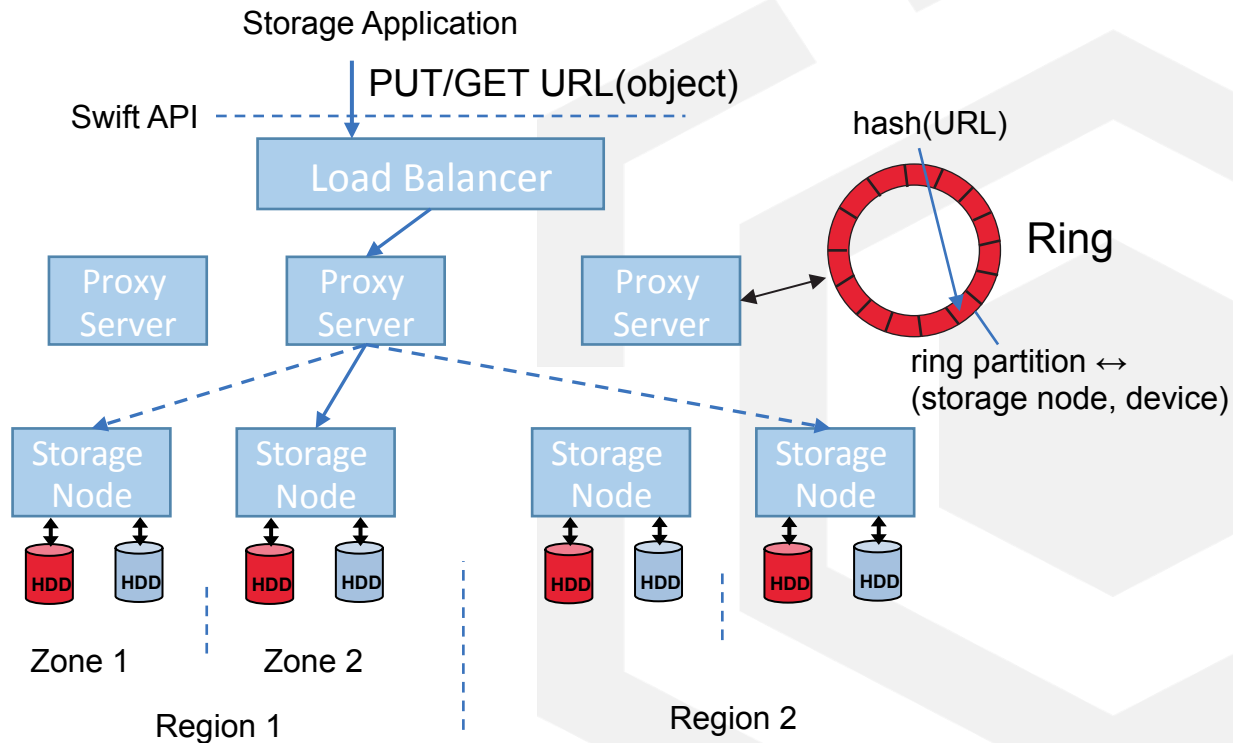 Storage Application
PUT/GET URL(object)
Swift API
hash(URL)
Load Balancer
Ring
Proxy
Server
Proxy
Server
Proxy
Server
ring partition ↔
(storage node, device)
Storage
Node
Storage
Node
Storage
Node
Storage
Node
HDD
HDD
HDD
HDD
HDD
HDD
HDD
HDD
Zone 1
Zone 2
Region 1
Region 2